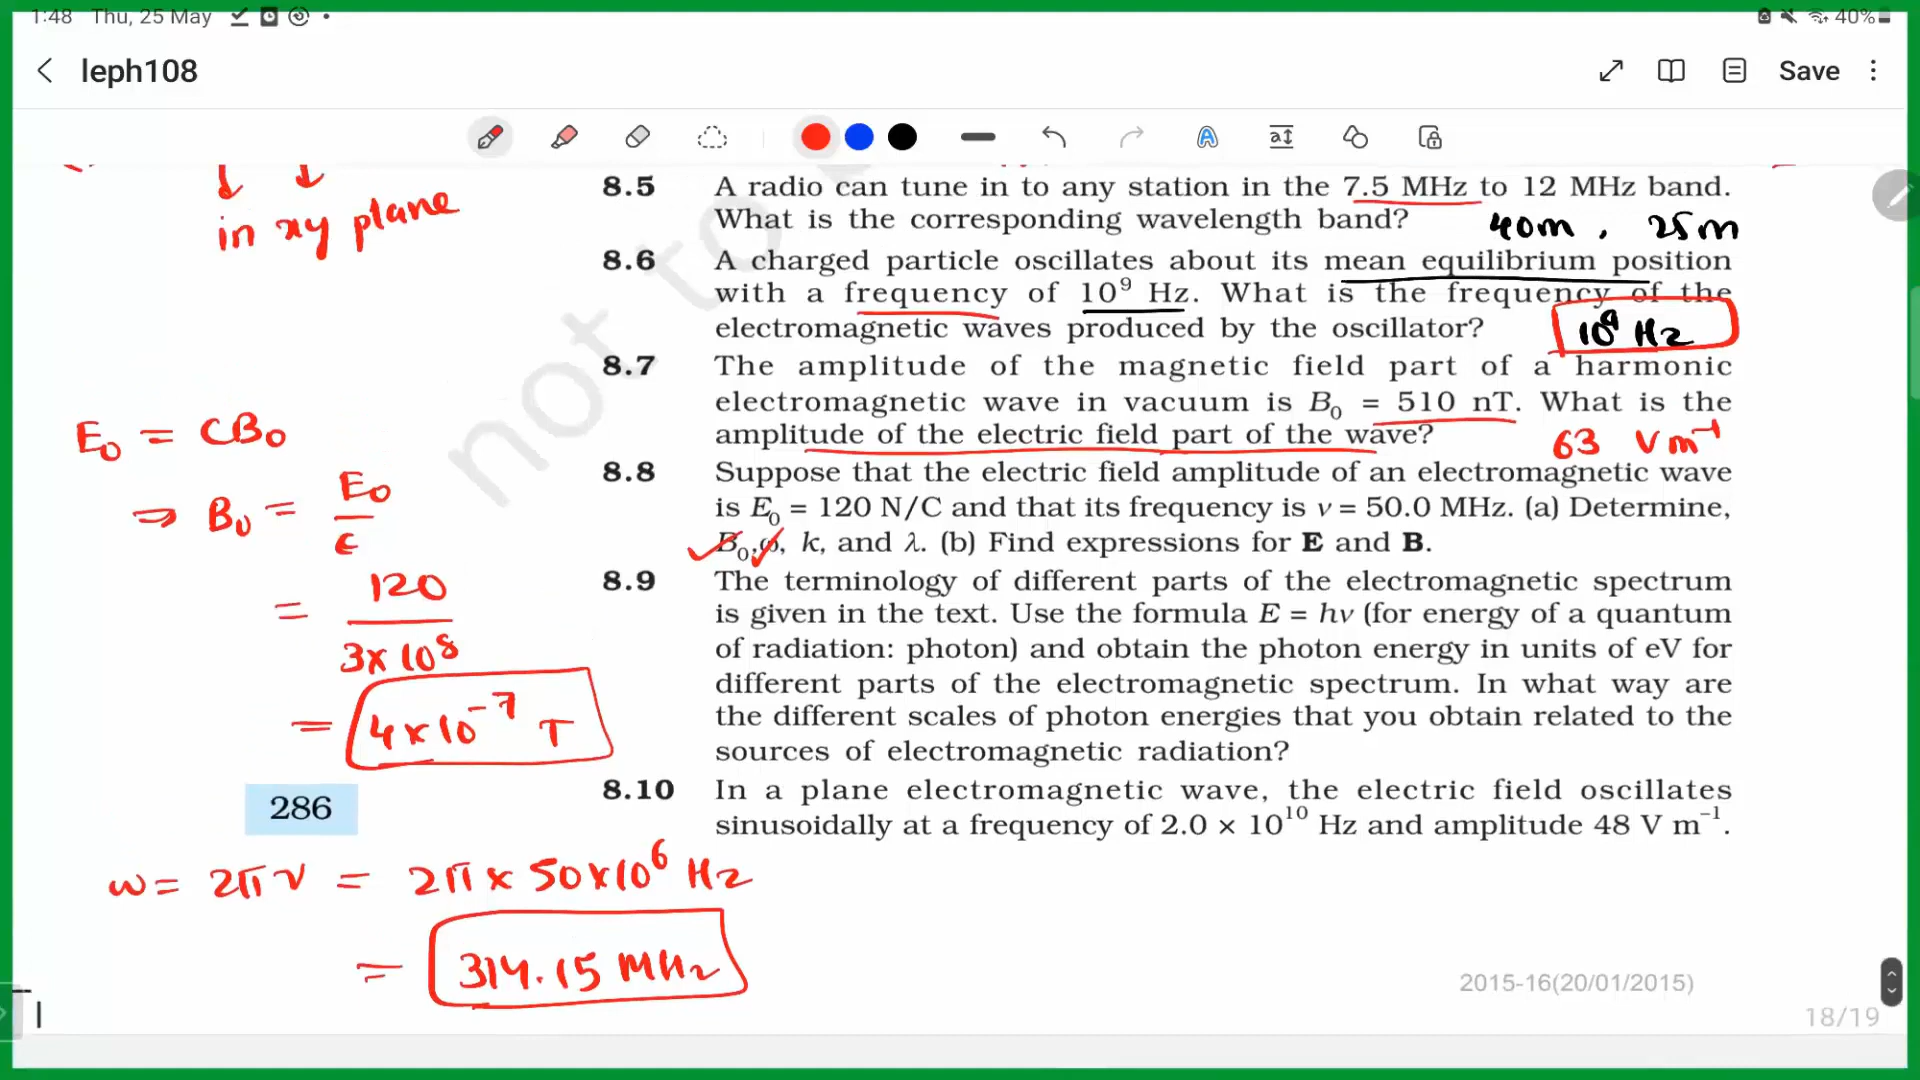 1:48 Thu, 25 May
40%
leph108
Save
in xy plane
not to
8.5 A radio can tune in to any station in the 7.5 MHz to 12 MHz band.
What is the corresponding wavelength band? 40m , 25m
8.6 A charged particle oscillates about its mean equilibrium position
with a frequency of 10⁹ Hz. What is the frequency of the
electromagnetic waves produced by the oscillator? 10⁹ Hz
8.7 The amplitude of the magnetic field part of a harmonic
electromagnetic wave in vacuum is B₀ = 510 nT. What is the
amplitude of the electric field part of the wave? 63 V m⁻¹
8.8 Suppose that the electric field amplitude of an electromagnetic wave
is E₀ = 120 N/C and that its frequency is ν = 50.0 MHz. (a) Determine,
B₀, ω, k, and λ. (b) Find expressions for E and B.
8.9 The terminology of different parts of the electromagnetic spectrum
is given in the text. Use the formula E = hν (for energy of a quantum
of radiation: photon) and obtain the photon energy in units of eV for
different parts of the electromagnetic spectrum. In what way are
the different scales of photon energies that you obtain related to the
sources of electromagnetic radiation?
8.10 In a plane electromagnetic wave, the electric field oscillates
sinusoidally at a frequency of 2.0 × 10¹⁰ Hz and amplitude 48 V m⁻¹.
E₀ = CB₀
⇒ B₀ = E₀/c
= 120/3×10⁸
= 4×10⁻⁷ T
286
ω = 2πν = 2π × 50×10⁶ Hz
= 314.15 MHz
2015-16(20/01/2015)
18/19